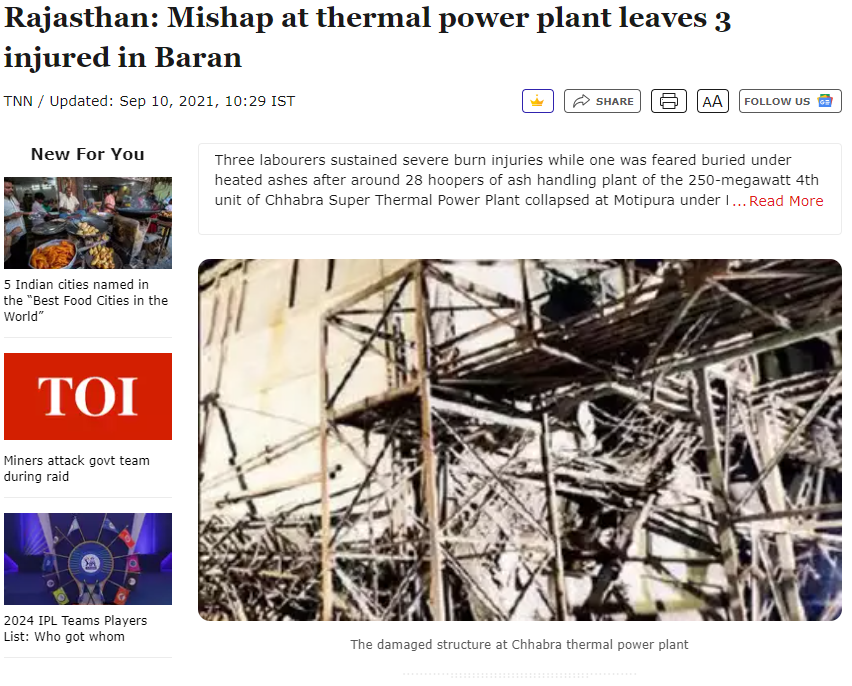 Rajasthan: Mishap at thermal power plant leaves 3
injured in Baran
TNN / Updated: Sep 10, 2021, 10:29 IST
SHARE
AA
FOLLOW US
New For You
5 Indian cities named in
the “Best Food Cities in the
World”
TOI
Miners attack govt team
during raid
2024 IPL Teams Players
List: Who got whom
Three labourers sustained severe burn injuries while one was feared buried under
heated ashes after around 28 hoopers of ash handling plant of the 250-megawatt 4th
unit of Chhabra Super Thermal Power Plant collapsed at Motipura under ...Read More
The damaged structure at Chhabra thermal power plant